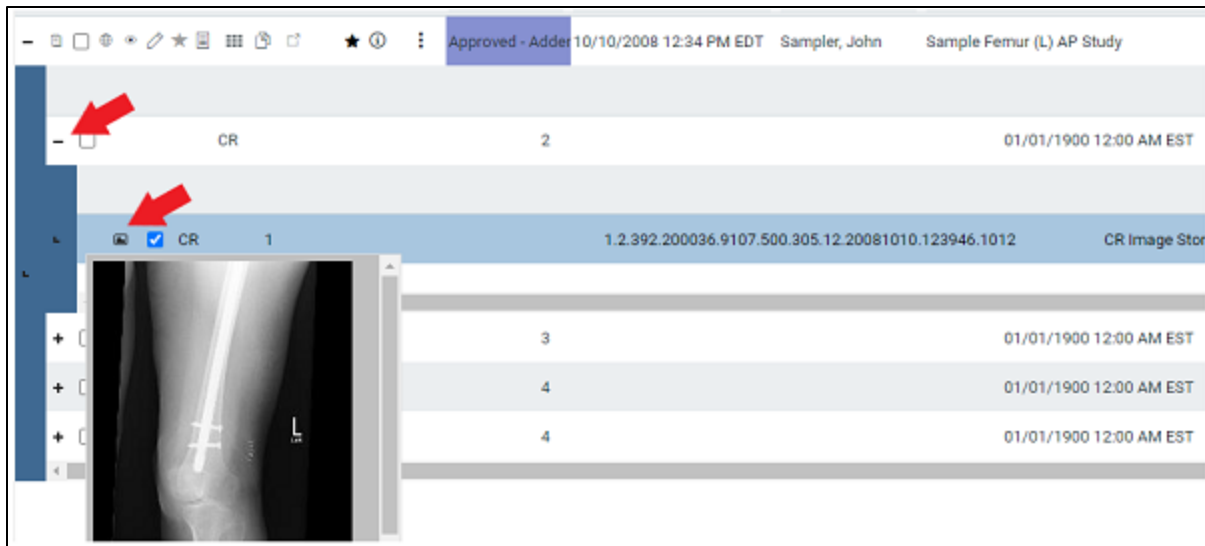 Approved - Adder 10/10/2008 12:34 PM EDT Sampler, John Sample Femur (L) AP Study
CR 2 01/01/1900 12:00 AM EST
CR 1 1.2.392.200036.9107.500.305.12.20081010.123946.1012 CR Image Stor
L
3 01/01/1900 12:00 AM EST
4 01/01/1900 12:00 AM EST
4 01/01/1900 12:00 AM EST